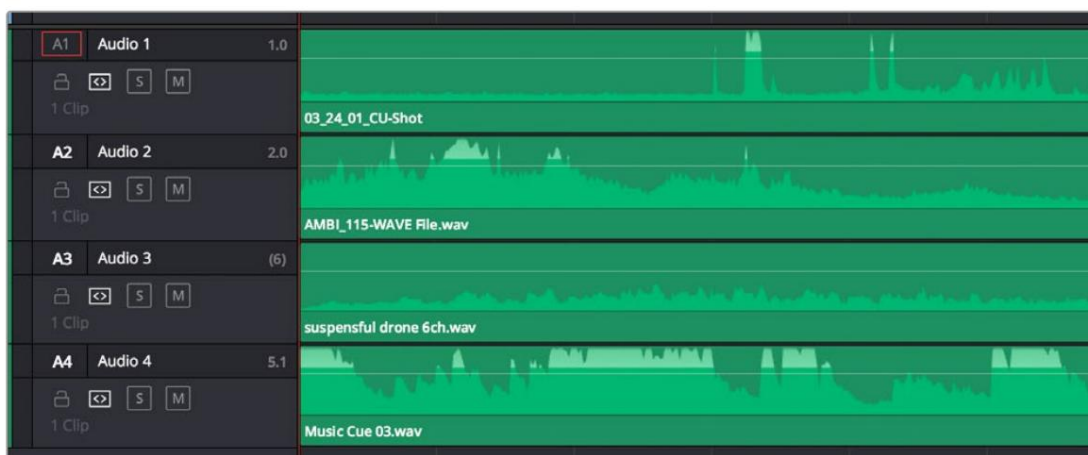 A1 Audio 1 1.0
S M
1 Clip
03_24_01_CU-Shot
A2 Audio 2 2.0
S M
1 Clip
AMBI_115-WAVE File.wav
A3 Audio 3 (6)
S M
1 Clip
suspensful drone 6ch.wav
A4 Audio 4 5.1
S M
1 Clip
Music Cue 03.wav